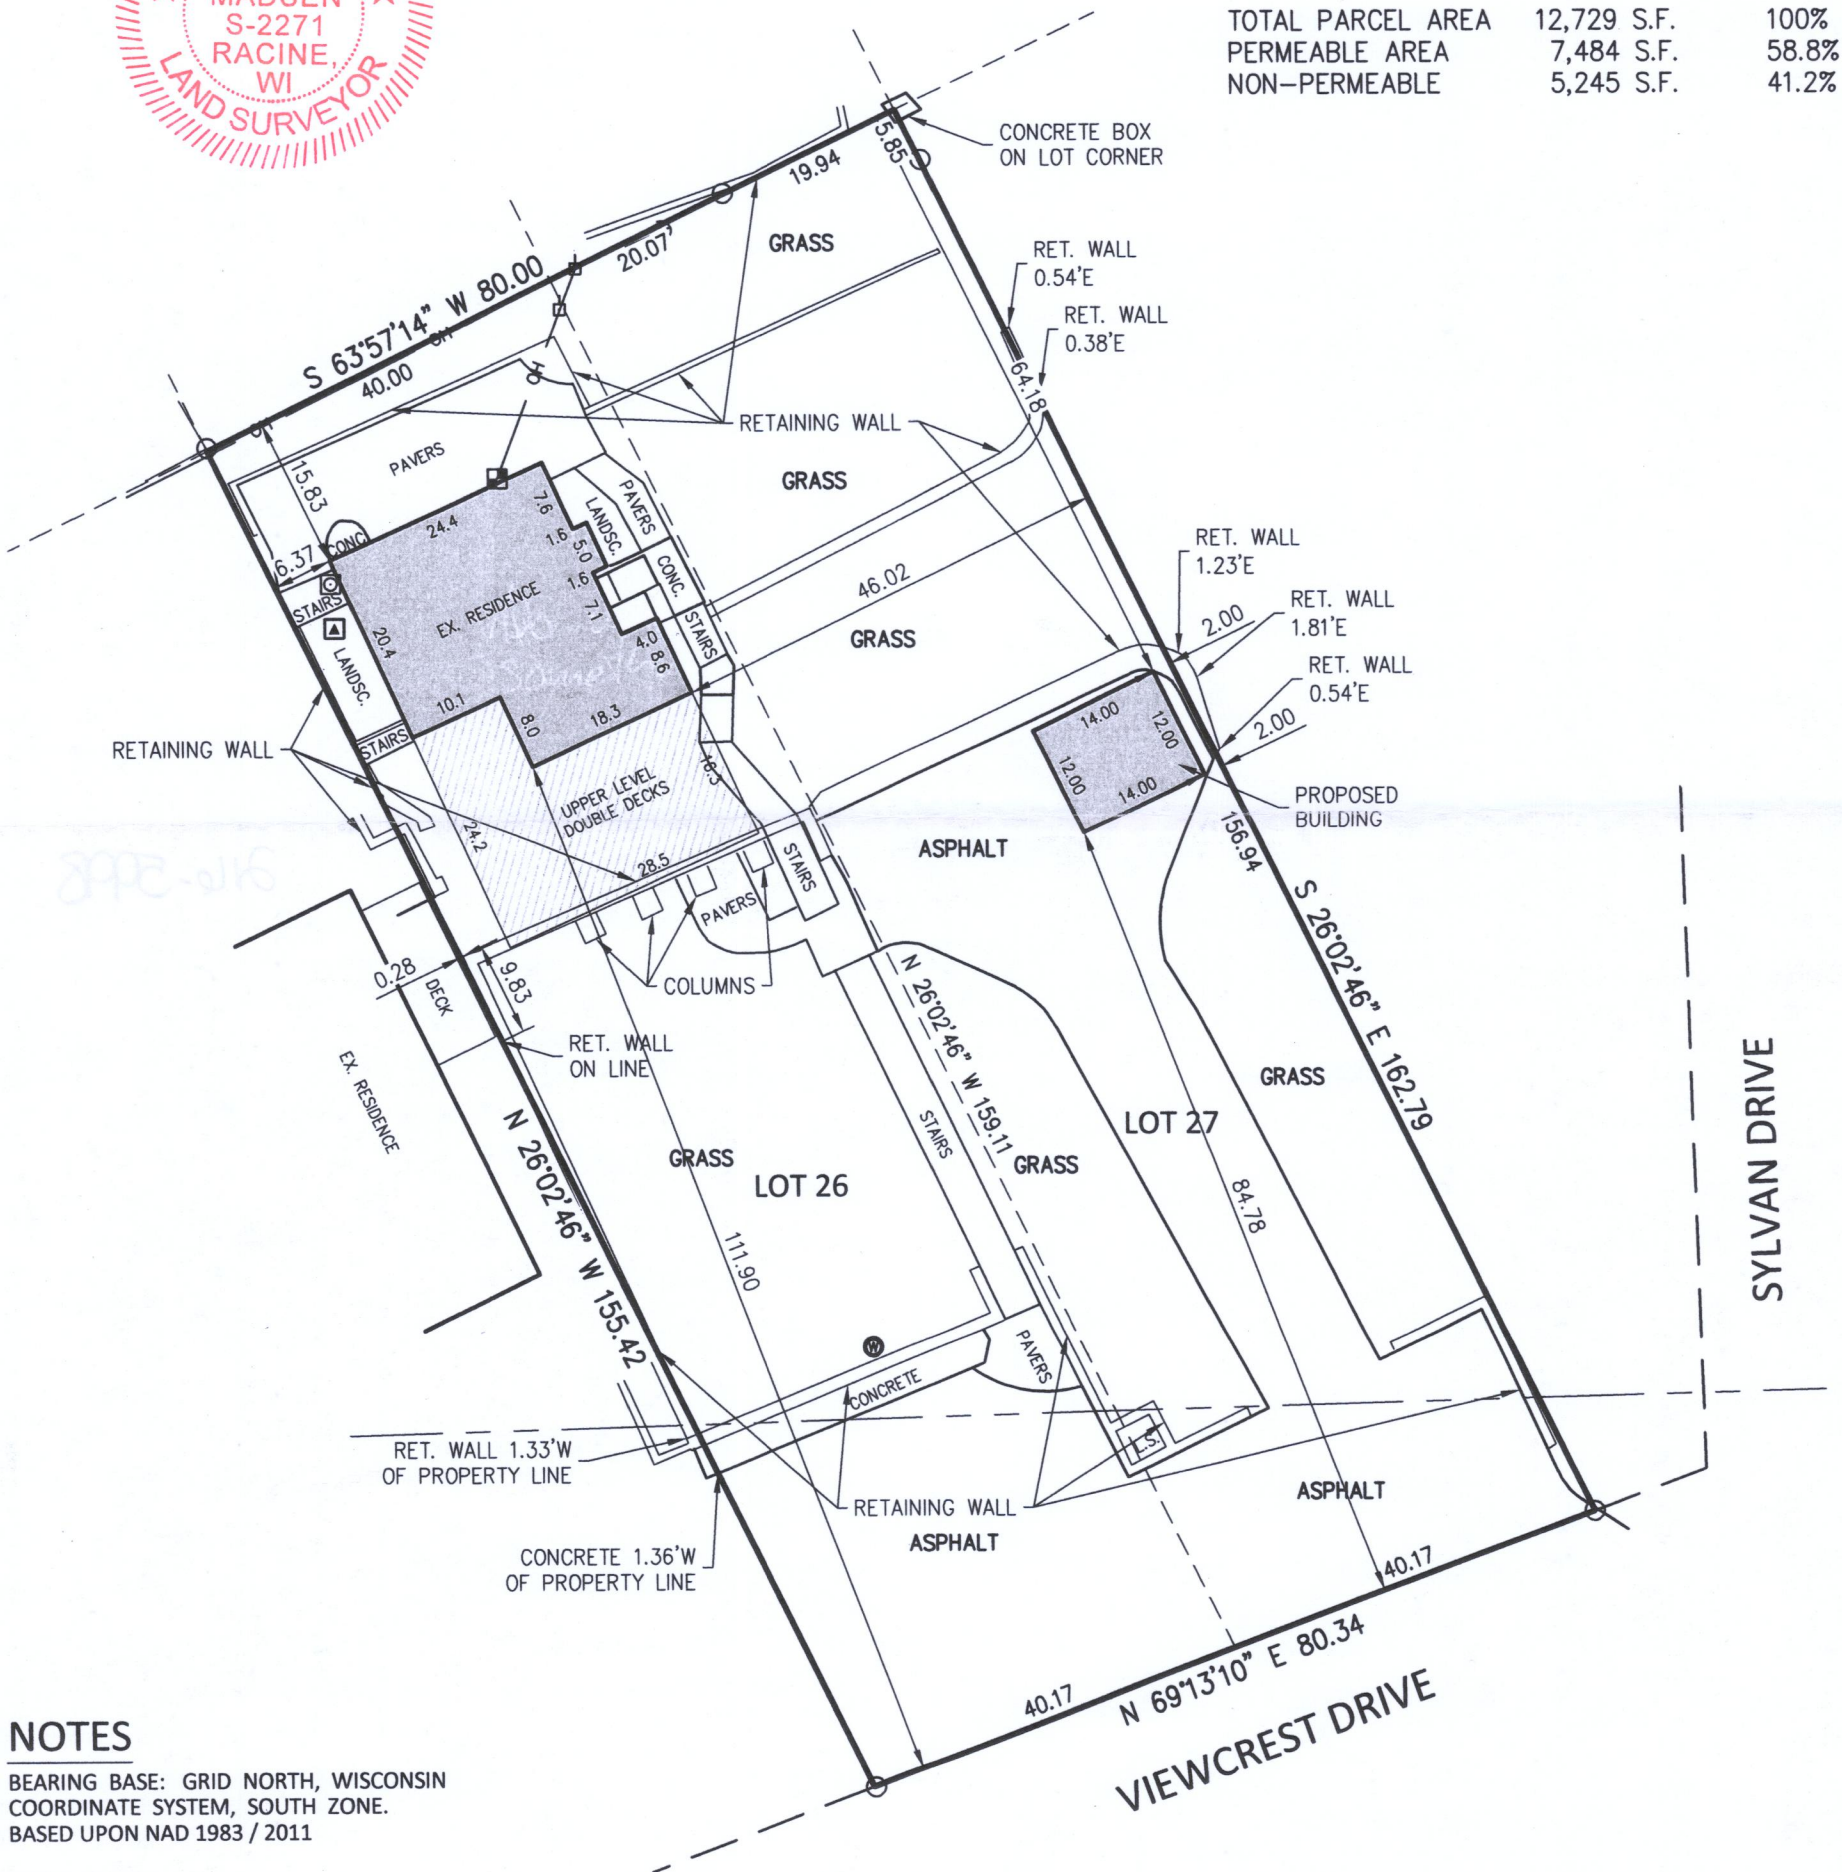 MADSEN
S-2271
RACINE,
WI
LAND SURVEYOR
TOTAL PARCEL AREA 12,729 S.F. 100%
PERMEABLE AREA 7,484 S.F. 58.8%
NON-PERMEABLE 5,245 S.F. 41.2%
CONCRETE BOX
ON LOT CORNER
5.85
19.94
20.07'
GRASS
S 63°57'14" W 80.00
40.00
OH
OH
OH
RET. WALL
0.54'E
RET. WALL
0.38'E
64.18
RETAINING WALL
PAVERS
15.83
GRASS
PAVERS
LANDSC.
CONC.
STAIRS
24.4
7.6
1.6
5.0
1.6
7.1
4.0
8.6
CONC.
6.37
STAIRS
LANDSC.
STAIRS
20.4
EX. RESIDENCE
10.1
8.0
18.3
46.02
GRASS
RET. WALL
1.23'E
2.00
RET. WALL
1.81'E
RET. WALL
0.54'E
2.00
14.00
12.00
12.00
14.00
PROPOSED
BUILDING
156.94
RETAINING WALL
UPPER LEVEL
DOUBLE DECKS
24.2
28.5
16.3
STAIRS
PAVERS
COLUMNS
ASPHALT
0.28
DECK
9.83
RET. WALL
ON LINE
EX. RESIDENCE
N 26°02'46" W 155.42
N 26°02'46" W 159.11
S 26°02'46" E 162.79
STAIRS
GRASS
LOT 26
111.90
GRASS
LOT 27
84.78
GRASS
SYLVAN DRIVE
W
CONCRETE
PAVERS
L.S.
RET. WALL 1.33'W
OF PROPERTY LINE
RETAINING WALL
CONCRETE 1.36'W
OF PROPERTY LINE
ASPHALT
ASPHALT
40.17
40.17
N 69°13'10" E 80.34
VIEWCREST DRIVE
NOTES
BEARING BASE: GRID NORTH, WISCONSIN
COORDINATE SYSTEM, SOUTH ZONE.
BASED UPON NAD 1983 / 2011